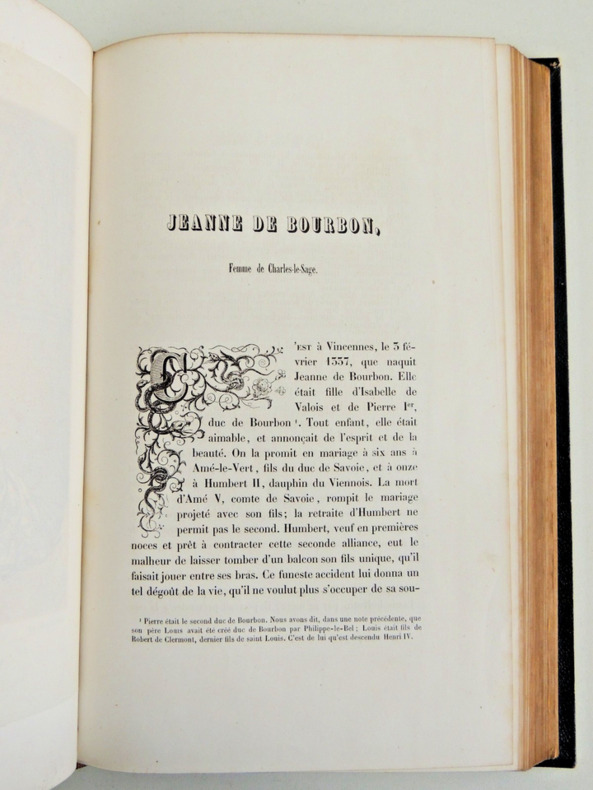 JEANNE DE BOURBON,
Femme de Charles-le-Sage.
C'EST à Vincennes, le 3 fé-
vrier 1337, que naquit
Jeanne de Bourbon. Elle
était fille d'Isabelle de
Valois et de Pierre Ier,
duc de Bourbon ¹. Tout enfant, elle était
aimable, et annonçait de l'esprit et de la
beauté. On la promit en mariage à six ans à
Amé-le-Vert, fils du duc de Savoie, et à onze
à Humbert II, dauphin du Viennois. La mort
d'Amé V, comte de Savoie, rompit le mariage
projeté avec son fils; la retraite d'Humbert ne
permit pas le second. Humbert, veuf en premières
noces et prêt à contracter cette seconde alliance, eut le
malheur de laisser tomber d'un balcon son fils unique, qu'il
faisait jouer entre ses bras. Ce funeste accident lui donna un
tel dégoût de la vie, qu'il ne voulut plus s'occuper de sa sou-
¹ Pierre était le second duc de Bourbon. Nous avons dit, dans une note précédente, que
son père Louis avait été créé duc de Bourbon par Philippe-le-Bel; Louis était fils de
Robert de Clermont, dernier fils de saint Louis. C'est de lui qu'est descendu Henri IV.